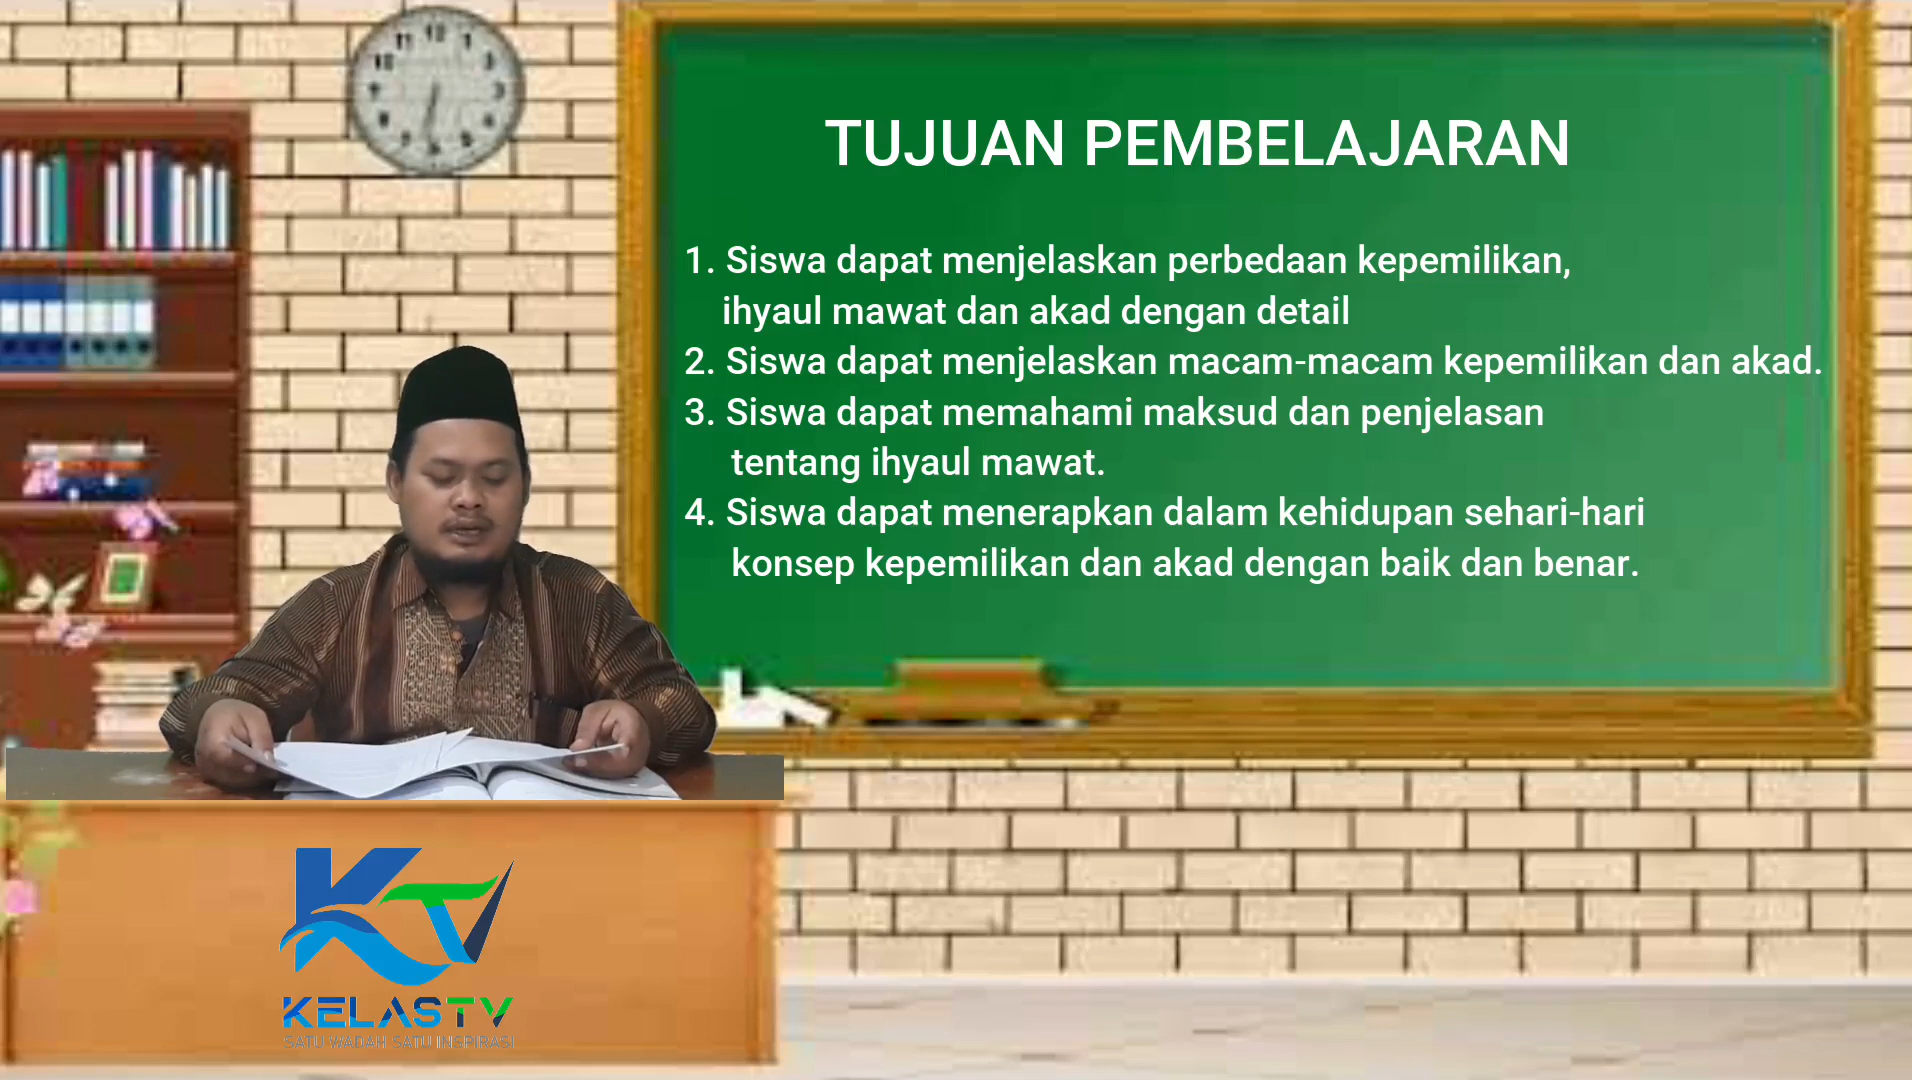 TUJUAN PEMBELAJARAN
1. Siswa dapat menjelaskan perbedaan kepemilikan,
ihyaul mawat dan akad dengan detail
2. Siswa dapat menjelaskan macam-macam kepemilikan dan akad.
3. Siswa dapat memahami maksud dan penjelasan
tentang ihyaul mawat.
4. Siswa dapat menerapkan dalam kehidupan sehari-hari
konsep kepemilikan dan akad dengan baik dan benar.
KTV
KELASTV
SATU WADAH SATU INSPIRASI